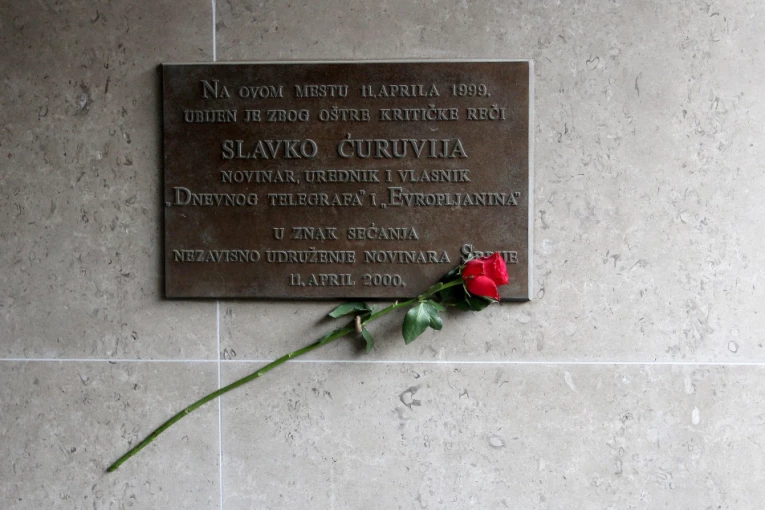 NA OVOM MESTU 11. APRILA 1999.
UBIJEN JE ZBOG OŠTRE KRITIČKE REČI
SLAVKO ĆURUVIJA
NOVINAR, UREDNIK I VLASNIK
„DNEVNOG TELEGRAFA" I „EVROPLJANINA"
U ZNAK SEĆANJA
NEZAVISNO UDRUŽENJE NOVINARA SRBIJE
11. APRIL 2000.